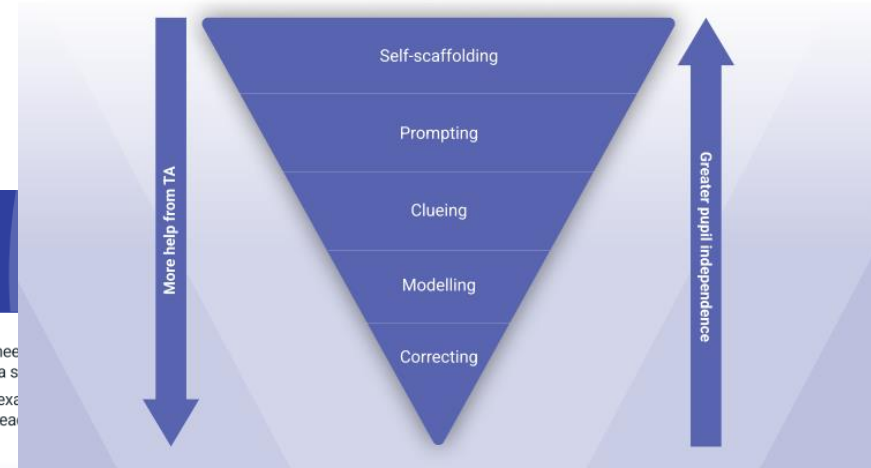 Self-scaffolding
Prompting
Clueing
Modelling
Correcting
More help from TA
Greater pupil independence
a